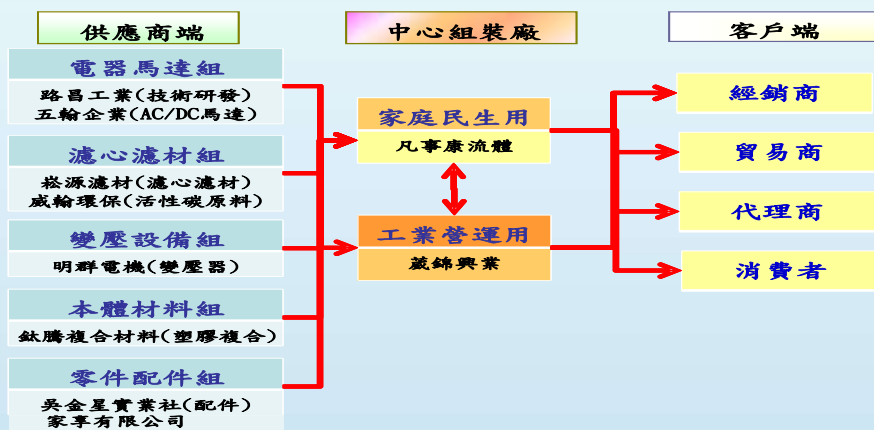 供應商端
電器馬達組
路昌工業(技術研發)
五輪企業(AC/DC馬達)
濾心濾材組
崧源濾材(濾心濾材)
威翰環保(活性碳原料)
變壓設備組
明群電機(變壓器)
本體材料組
鈦騰複合材料(塑膠複合)
零件配件組
吳金星實業社(配件)
家享有限公司
中心組裝廠
家庭民生用
凡事康流體
工業營運用
葳錦興業
客戶端
經銷商
貿易商
代理商
消費者